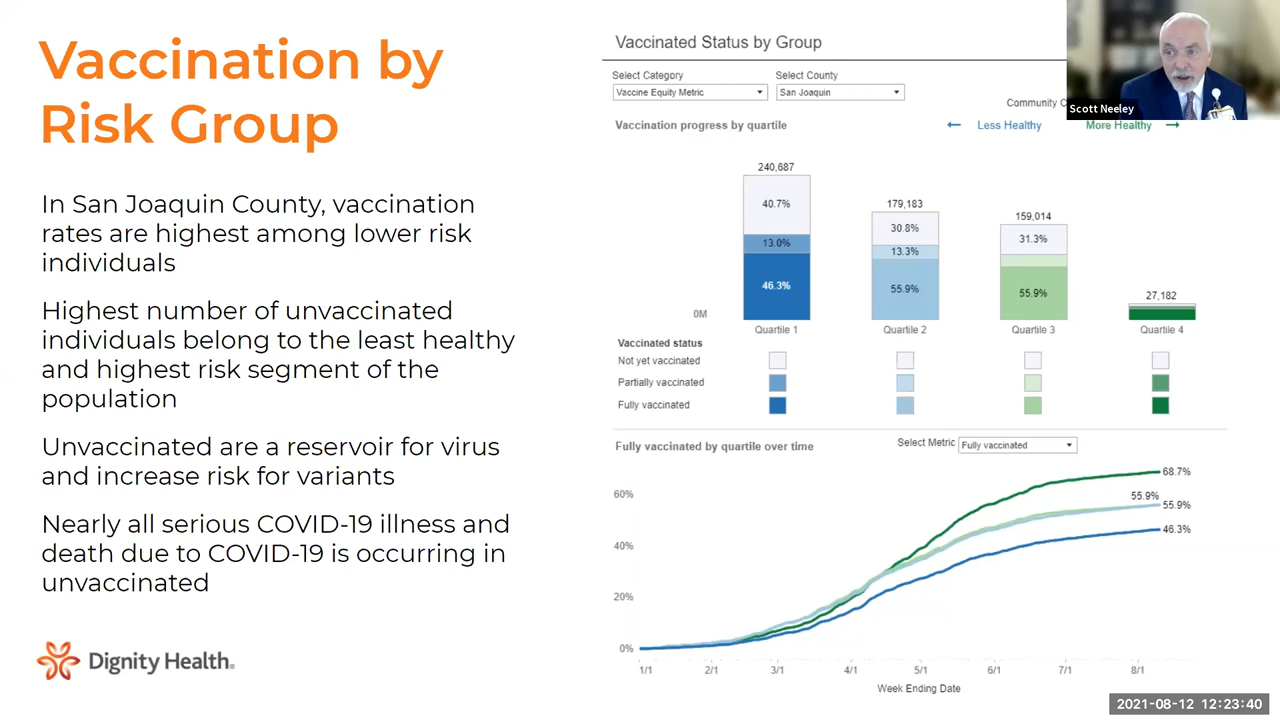 Vaccination by
Risk Group
In San Joaquin County, vaccination
rates are highest among lower risk
individuals
Highest number of unvaccinated
individuals belong to the least healthy
and highest risk segment of the
population
Unvaccinated are a reservoir for virus
and increase risk for variants
Nearly all serious COVID-19 illness and
death due to COVID-19 is occurring in
unvaccinated
Dignity Health®
Vaccinated Status by Group
Select Category Select County
Vaccine Equity Metric San Joaquin
Community
Vaccination progress by quartile
← Less Healthy More Healthy →
240,687 179,183 159,014 27,182
40.7% 30.8% 31.3%
13.0% 13.3%
46.3% 55.9% 55.9%
0M
Quartile 1 Quartile 2 Quartile 3 Quartile 4
Vaccinated status
Not yet vaccinated
Partially vaccinated
Fully vaccinated
Fully vaccinated by quartile over time
Select Metric Fully vaccinated
68.7%
55.9%
55.9%
46.3%
60%
40%
20%
0%
1/1 2/1 3/1 4/1 5/1 6/1 7/1 8/1
Week Ending Date
Scott Neeley
2021-08-12 12:23:40